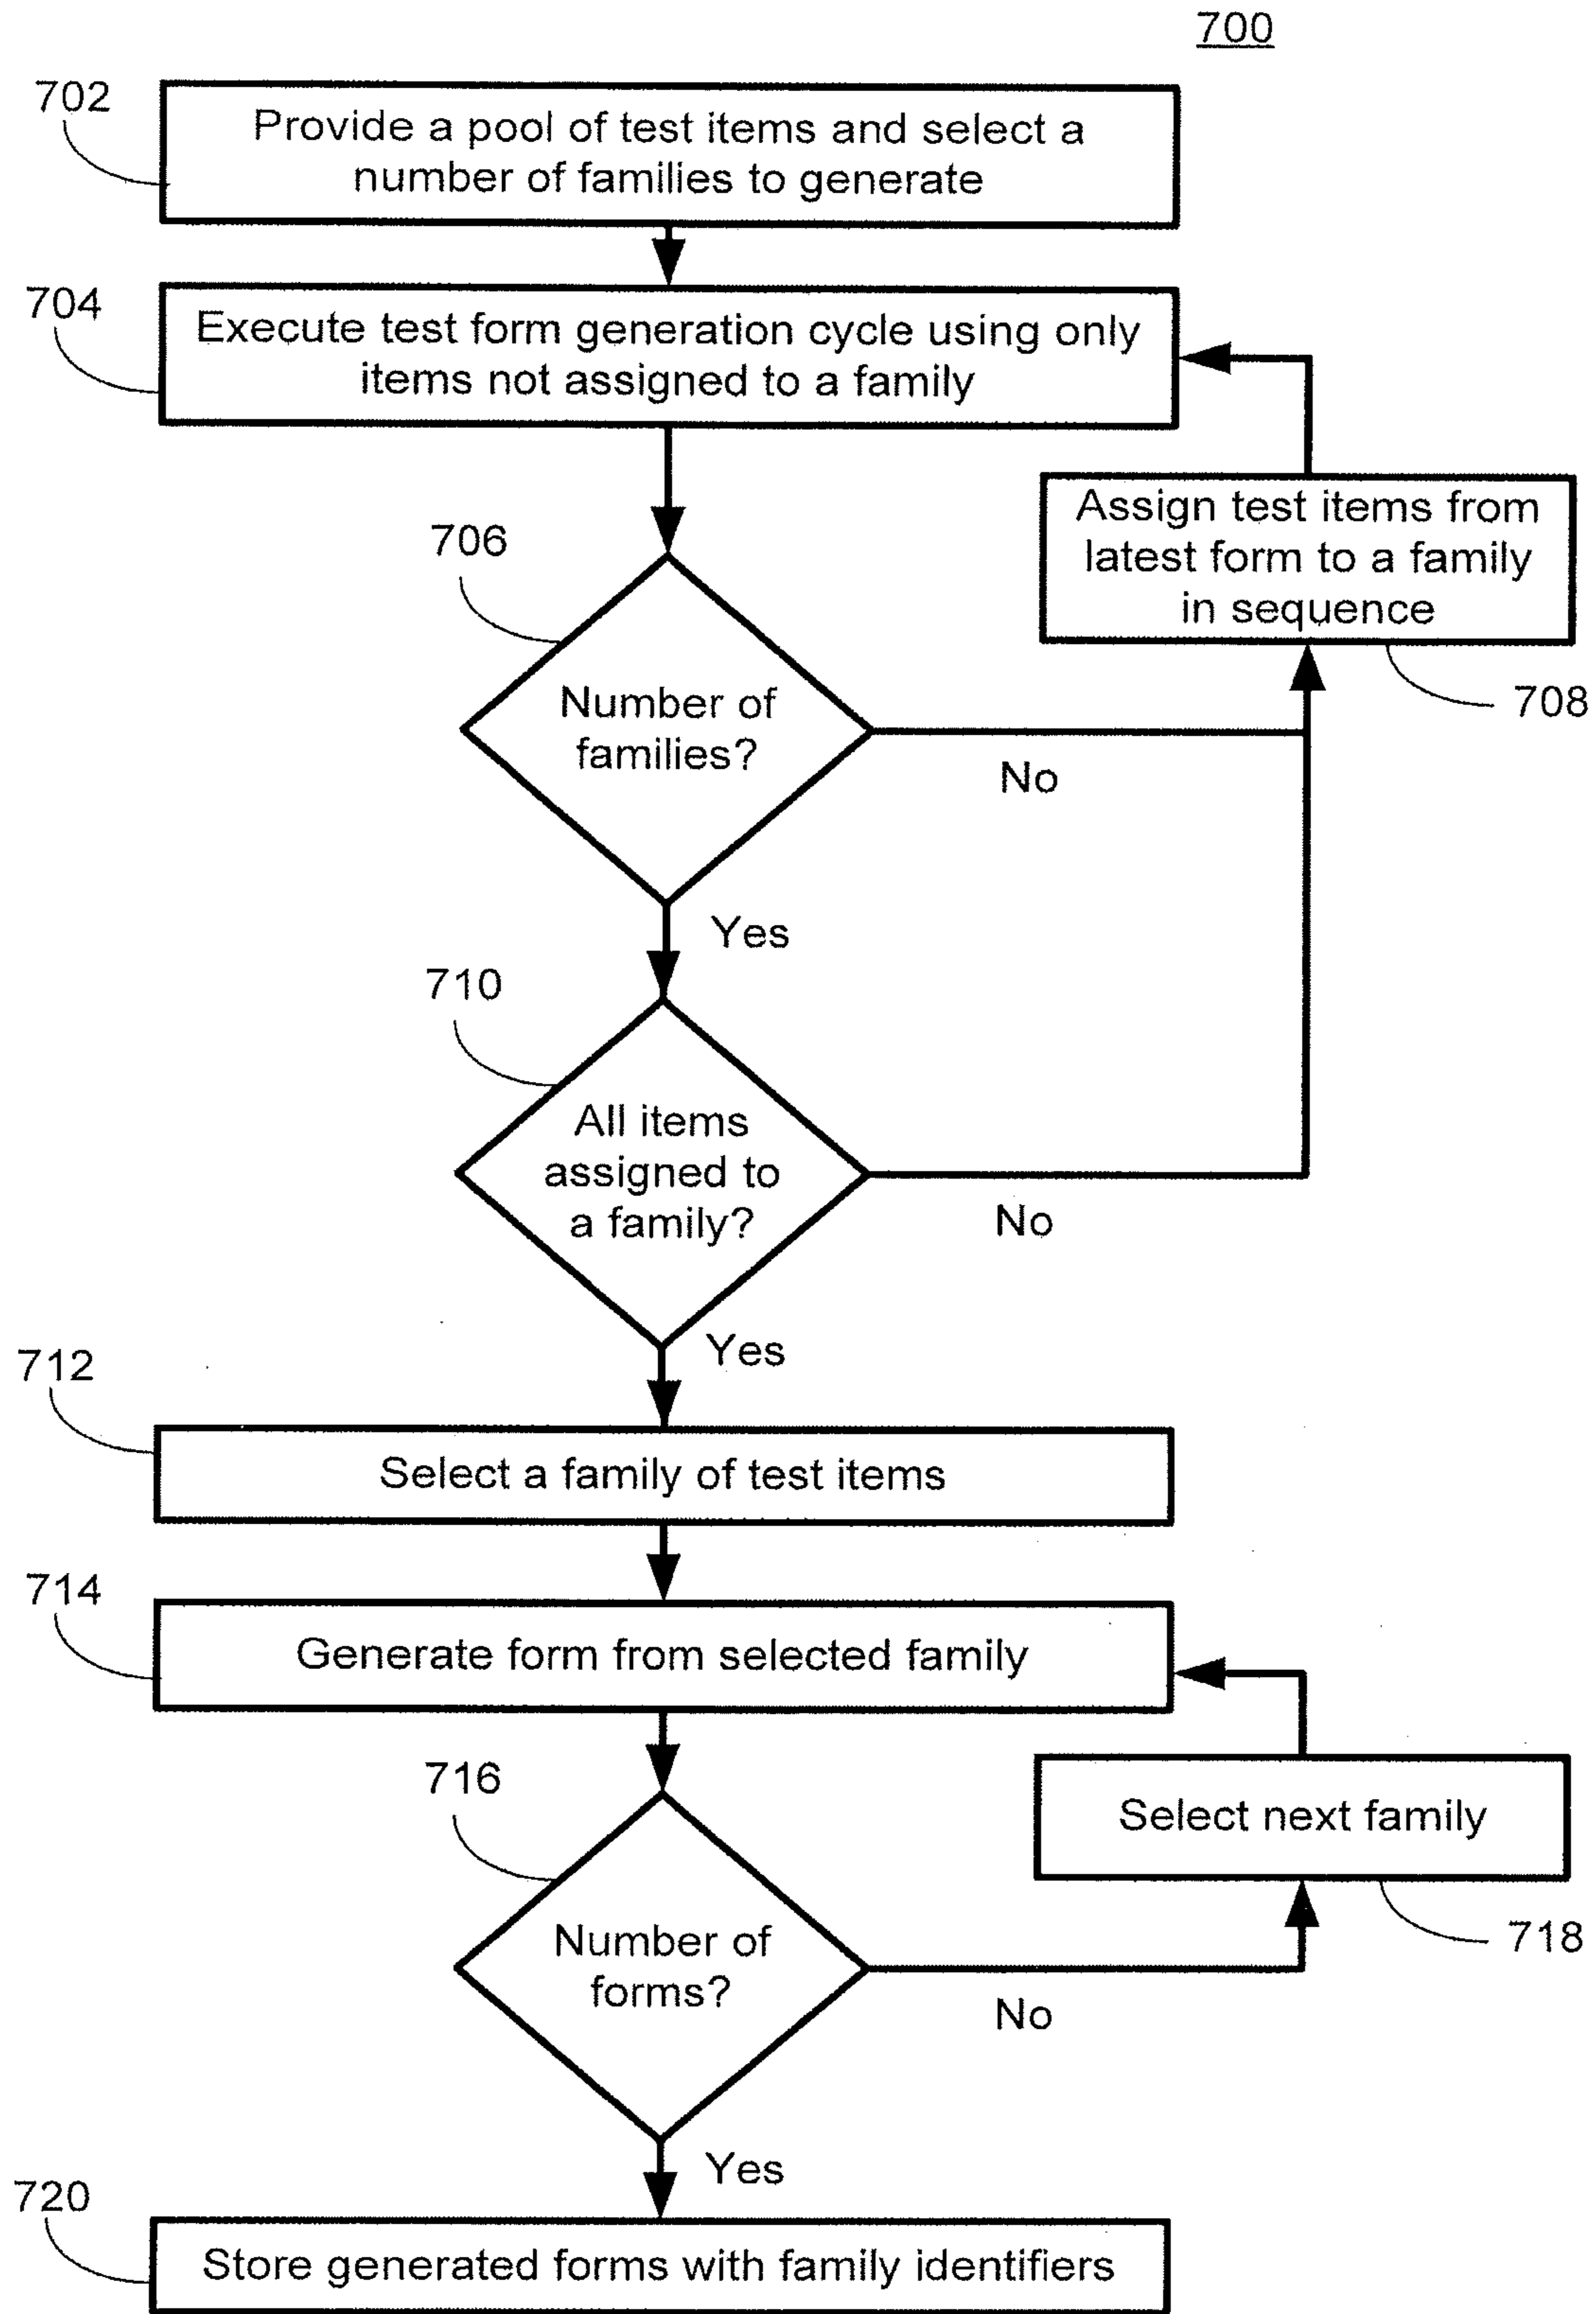 700
702
Provide a pool of test items and select a
number of families to generate
704
Execute test form generation cycle using only
items not assigned to a family
Assign test items from
latest form to a family
in sequence
706
708
Number of
families?
No
Yes
710
All items
assigned to
a family?
No
Yes
712
Select a family of test items
714
Generate form from selected family
716
Select next family
718
Number of
forms?
No
Yes
720
Store generated forms with family identifiers